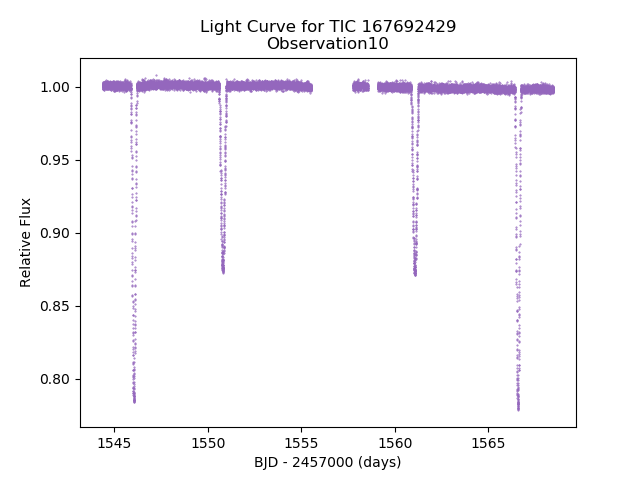 Light Curve for TIC 167692429
Observation10
1.00
0.95
0.90
0.85
0.80
Relative Flux
1545
1550
1555
1560
1565
BJD - 2457000 (days)